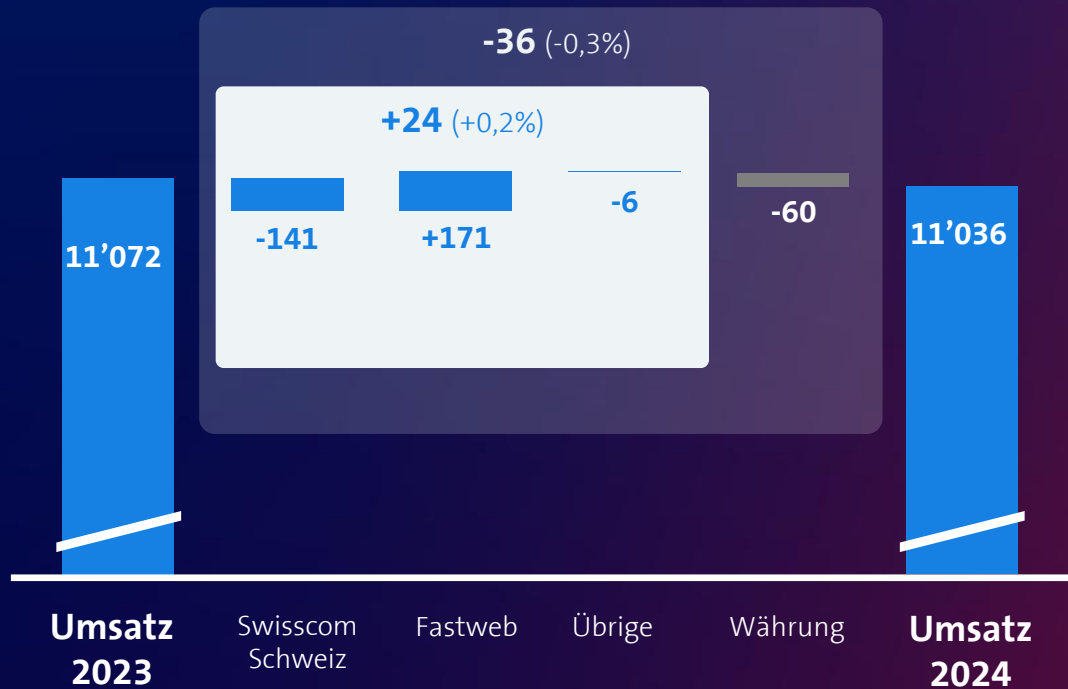 -36 (-0,3%)
+24 (+0,2%)
11’072
-141
+171
-6
-60
11’036
Umsatz
2023
Swisscom
Schweiz
Fastweb
Übrige
Währung
Umsatz
2024